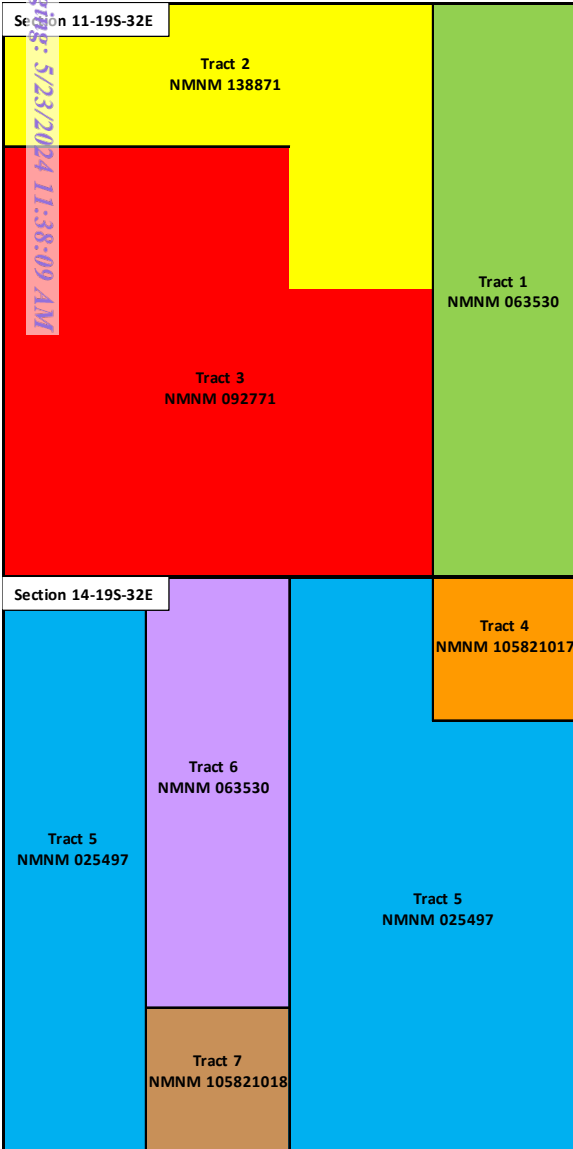 Section 11-19S-32E
ging: 5/23/2024 11:38:09 AM
Tract 2
NMNM 138871
Tract 1
NMNM 063530
Tract 3
NMNM 092771
Section 14-19S-32E
Tract 4
NMNM 105821017
Tract 6
NMNM 063530
Tract 5
NMNM 025497
Tract 5
NMNM 025497
Tract 7
NMNM 105821018